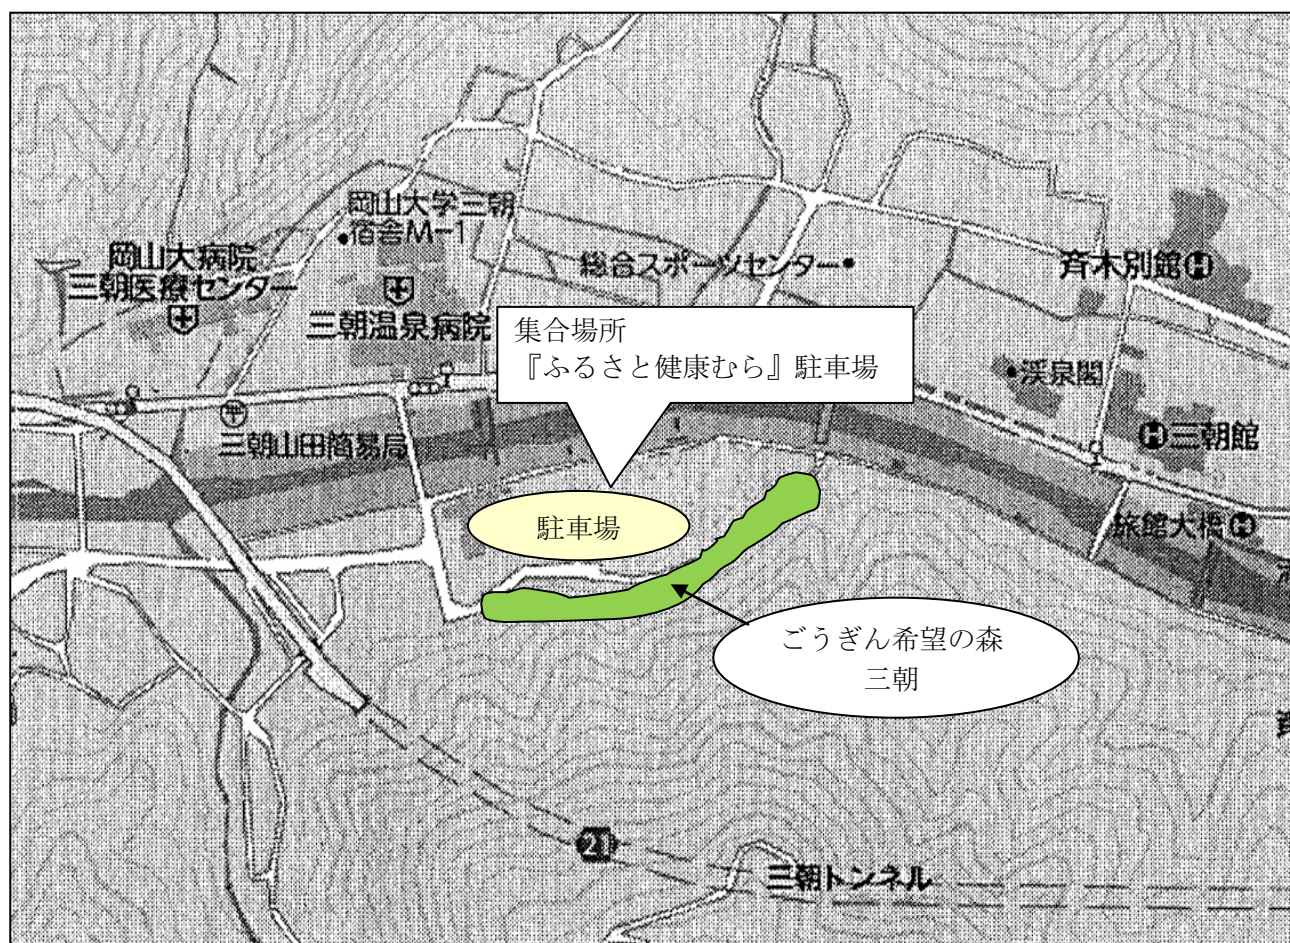 岡山大学三朝
宿舎M-1
岡山大病院
三朝医療センター
総合スポーツセンター
斉木別館
三朝温泉病院
集合場所
『ふるさと健康むら』駐車場
渓泉閣
三朝館
三朝山田簡易局
駐車場
旅館大橋
ごうぎん希望の森
三朝
21
三朝トンネル